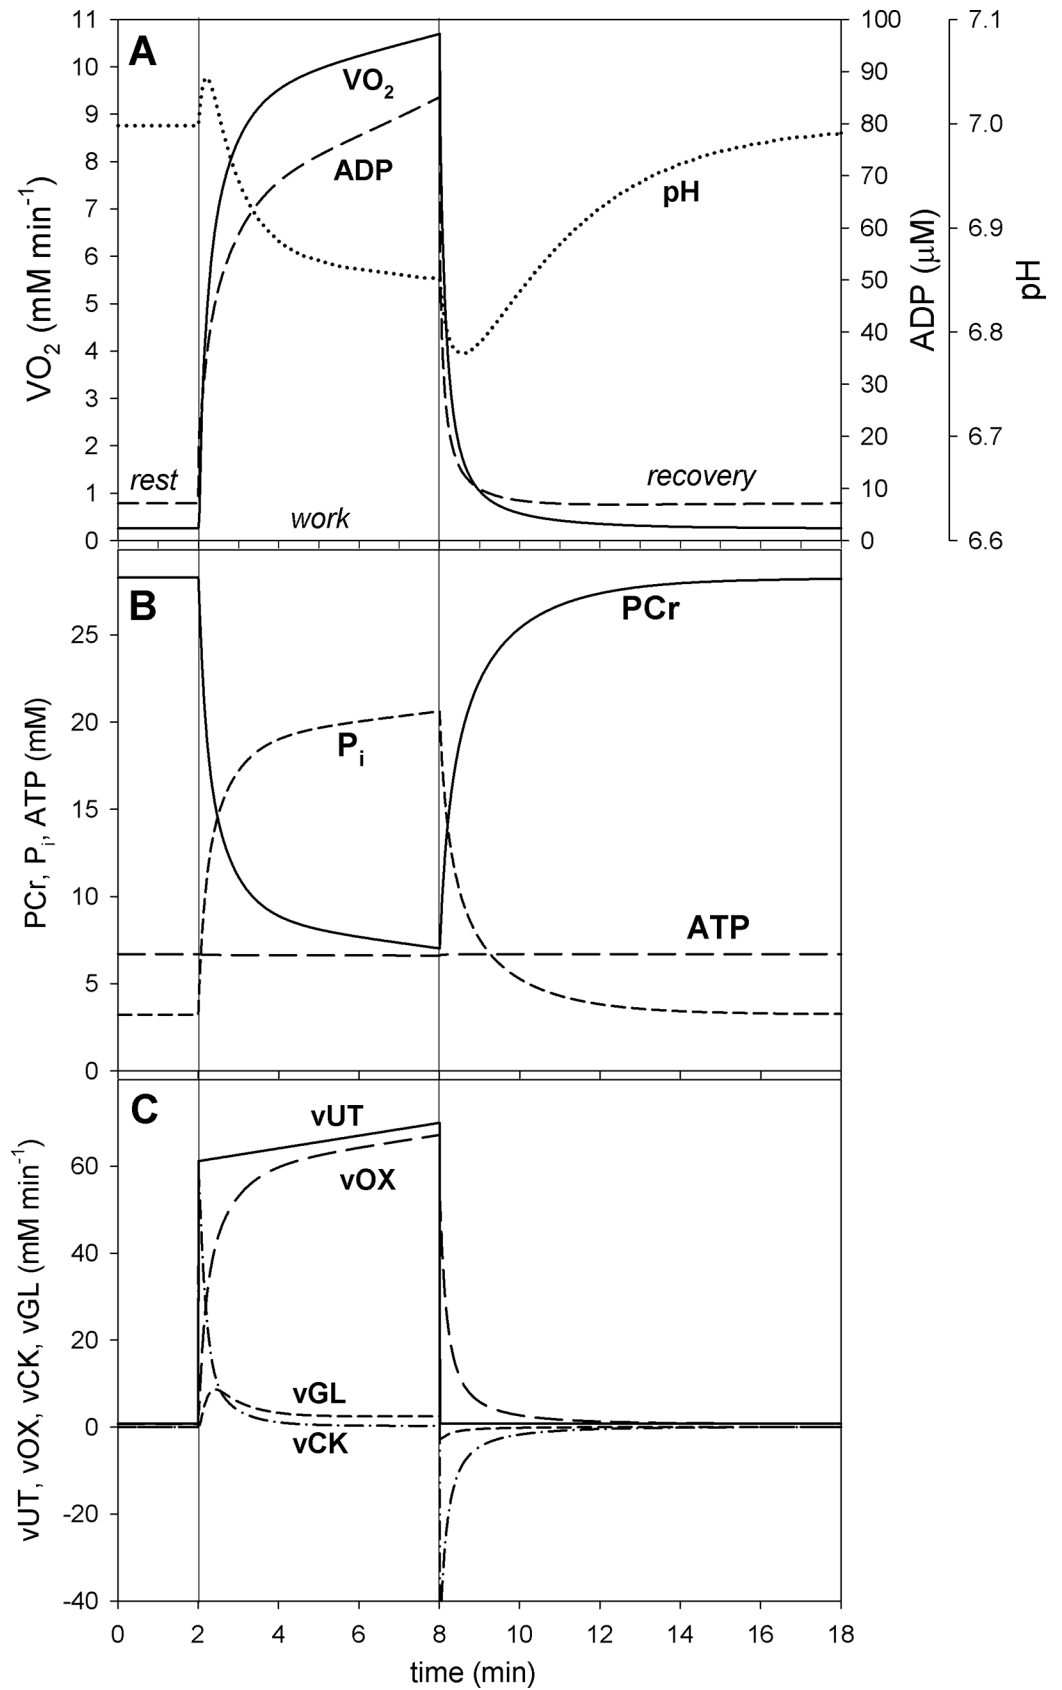 A
VO2 (mM min-1)
11
10
9
8
7
6
5
4
3
2
1
0
VO2
ADP
pH
rest
work
recovery
100
90
80
70
60
50
40
30
20
10
0
ADP (μM)
7.1
7.0
6.9
6.8
6.7
6.6
pH
B
PCr, Pi, ATP (mM)
25
20
15
10
5
0
PCr
Pi
ATP
C
vUT, vOX, vCK, vGL (mM min-1)
60
40
20
0
-20
-40
vUT
vOX
vGL
vCK
0 2 4 6 8 10 12 14 16 18
time (min)